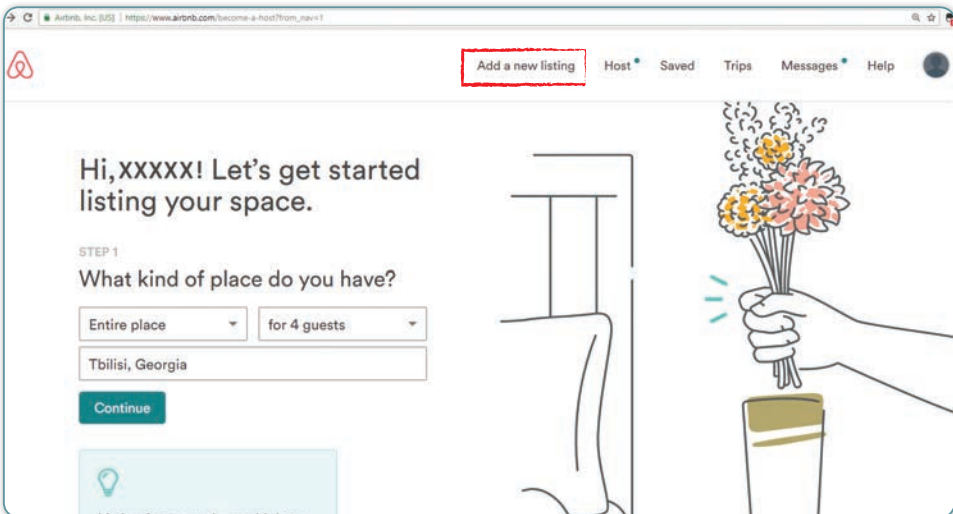 Airbnb, Inc. [US] | https://www.airbnb.com/become-a-host?from_nav=1
Add a new listing Host Saved Trips Messages Help
Hi, XXXXX! Let's get started
listing your space.
STEP 1
What kind of place do you have?
Entire place for 4 guests
Tbilisi, Georgia
Continue